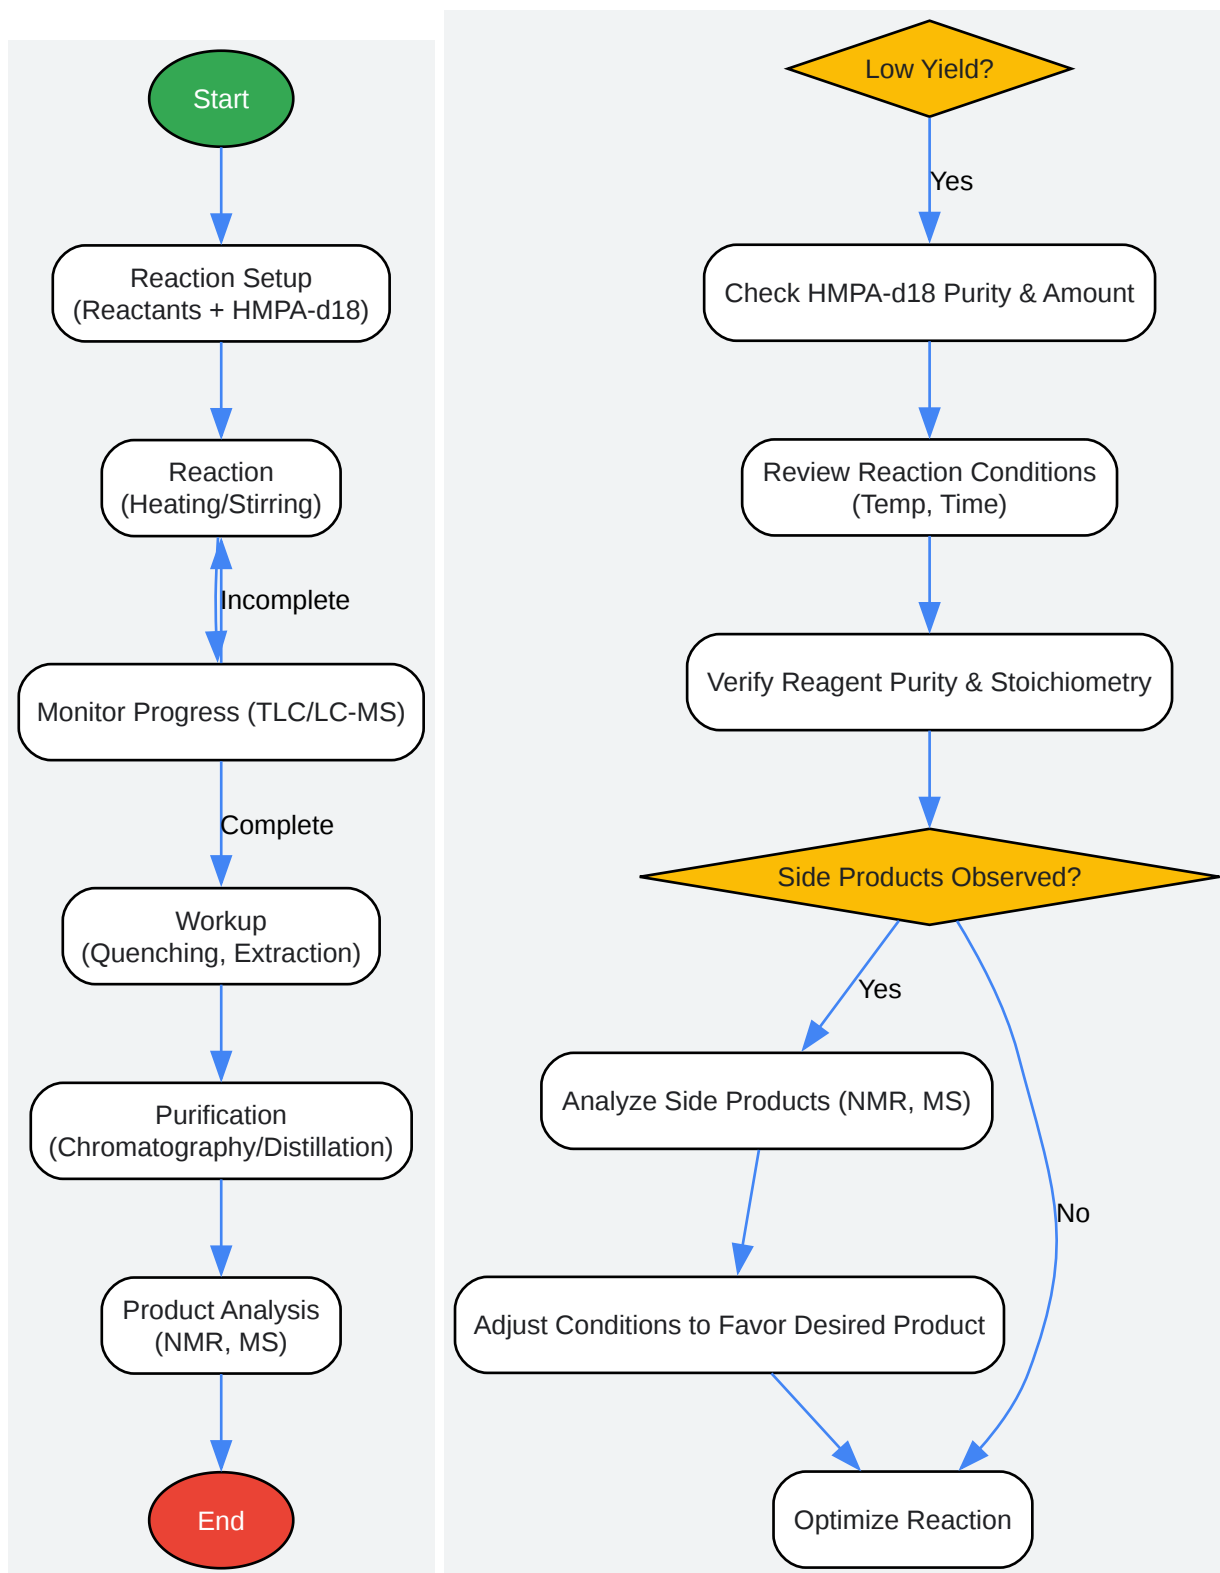 Start
Reaction Setup
(Reactants + HMPA-d18)
Reaction
(Heating/Stirring)
Incomplete
Monitor Progress (TLC/LC-MS)
Complete
Workup
(Quenching, Extraction)
Purification
(Chromatography/Distillation)
Product Analysis
(NMR, MS)
End
Low Yield?
Yes
Check HMPA-d18 Purity & Amount
Review Reaction Conditions
(Temp, Time)
Verify Reagent Purity & Stoichiometry
Side Products Observed?
Yes
Analyze Side Products (NMR, MS)
No
Adjust Conditions to Favor Desired Product
Optimize Reaction